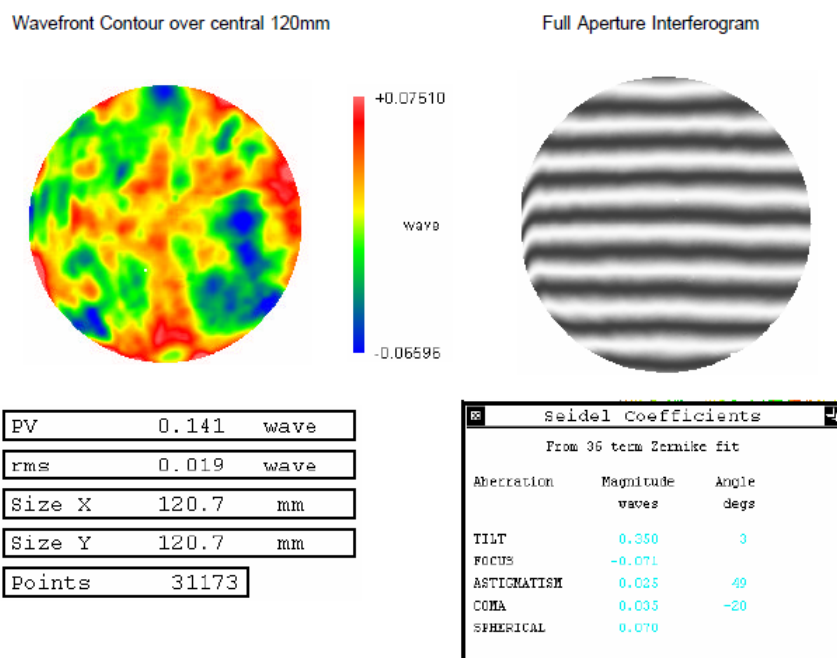 Wavefront Contour over central 120mm
Full Aperture Interferogram
+0.07510
wave
-0.06596
PV 0.141 wave
rms 0.019 wave
Size X 120.7 mm
Size Y 120.7 mm
Points 31173
Seidel Coefficients
From 36 term Zernike fit
Aberration Magnitude Angle
waves degs
TILT 0.350 3
FOCUS -0.071
ASTIGMATISM 0.025 49
COMA 0.035 -20
SPHERICAL 0.070